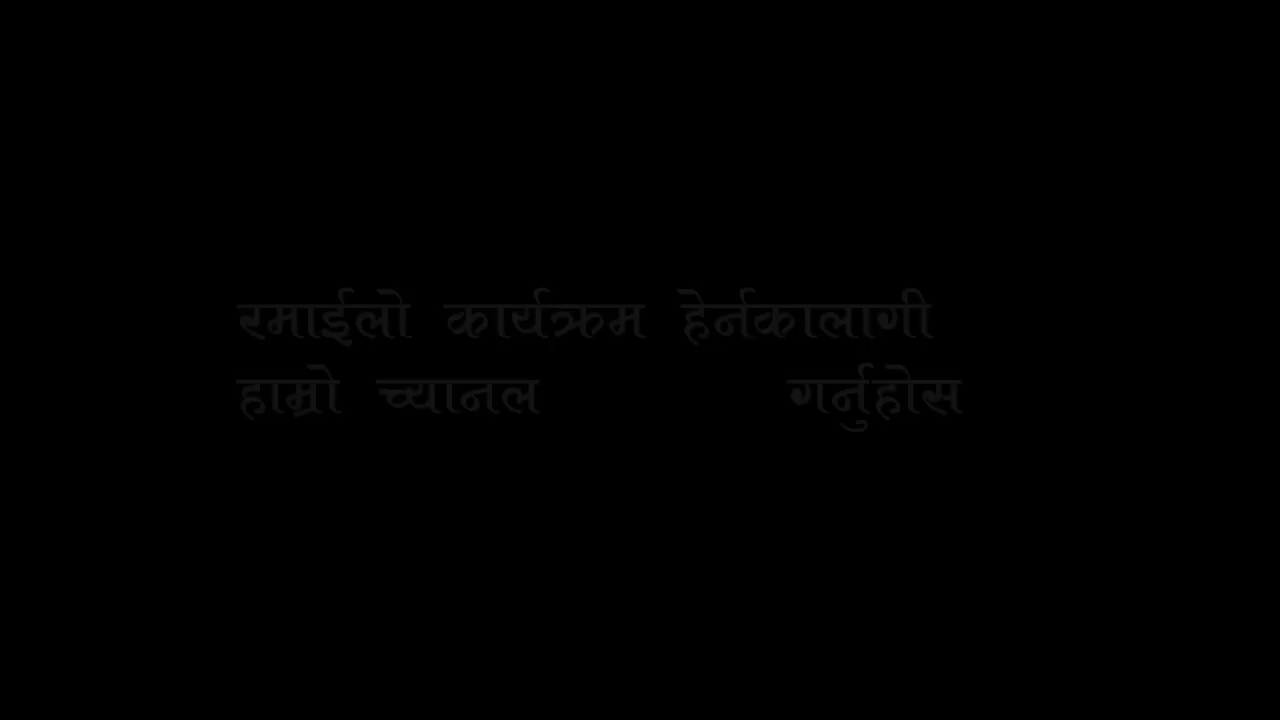 रमाईलो कार्यक्रम हेर्नकालागी
हाम्रो च्यानल गर्नुहोस